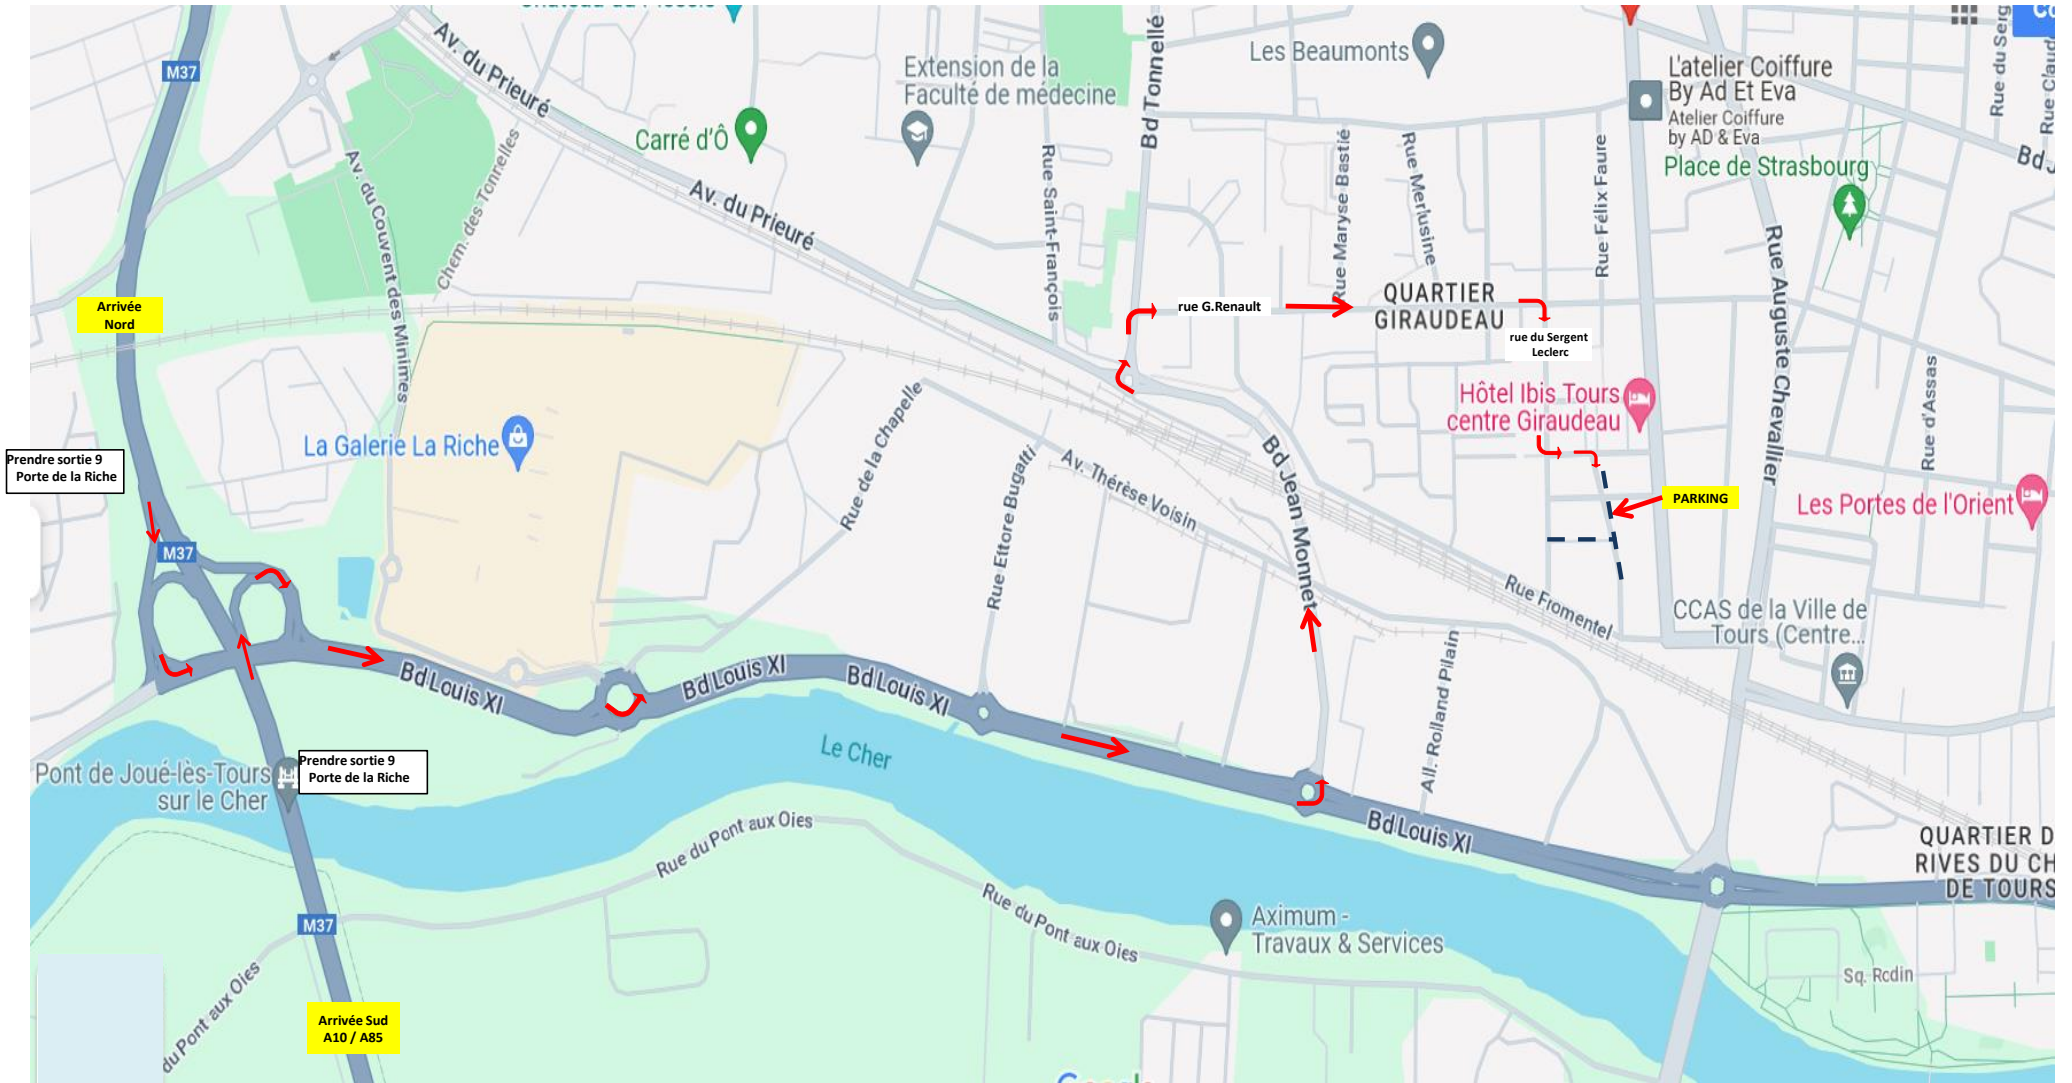 M37
Av. du Prieuré
Extension de la
Faculté de médecine
Carré d'Ô
Bd Tonnellé
Les Beaumonts
L'atelier Coiffure
By Ad Et Eva
Atelier Coiffure
by AD & Eva
Place de Strasbourg
Rue du Serg
Rue Claud
Bd J
Av. du Couvent des Minimes
Chem. des Tonnelles
Av. du Prieuré
Rue Saint-François
Rue Maryse Bastié
Rue Merlusine
Rue Félix Faure
Rue Auguste Chevallier
Arrivée
Nord
rue G.Renault
QUARTIER
GIRAUDEAU
rue du Sergent
Leclerc
Hôtel Ibis Tours
centre Giraudeau
Rue d'Assas
La Galerie La Riche
Rue de la Chapelle
Rue Ettore Bugatti
Av. Thérèse Voisin
Bd Jean Monnet
Prendre sortie 9
Porte de la Riche
PARKING
Les Portes de l'Orient
M37
Rue Fromentel
CCAS de la Ville de
Tours (Centre...
Bd Louis XI
Bd Louis XI
Bd Louis XI
All. Rolland Pilain
Le Cher
Prendre sortie 9
Porte de la Riche
Pont de Joué-lès-Tours
sur le Cher
Bd Louis XI
Rue du Pont aux Oies
Rue du Pont aux Oies
QUARTIER D
RIVES DU CH
DE TOURS
Aximum -
Travaux & Services
M37
du Pont aux Oies
Sq. Rodin
Arrivée Sud
A10 / A85